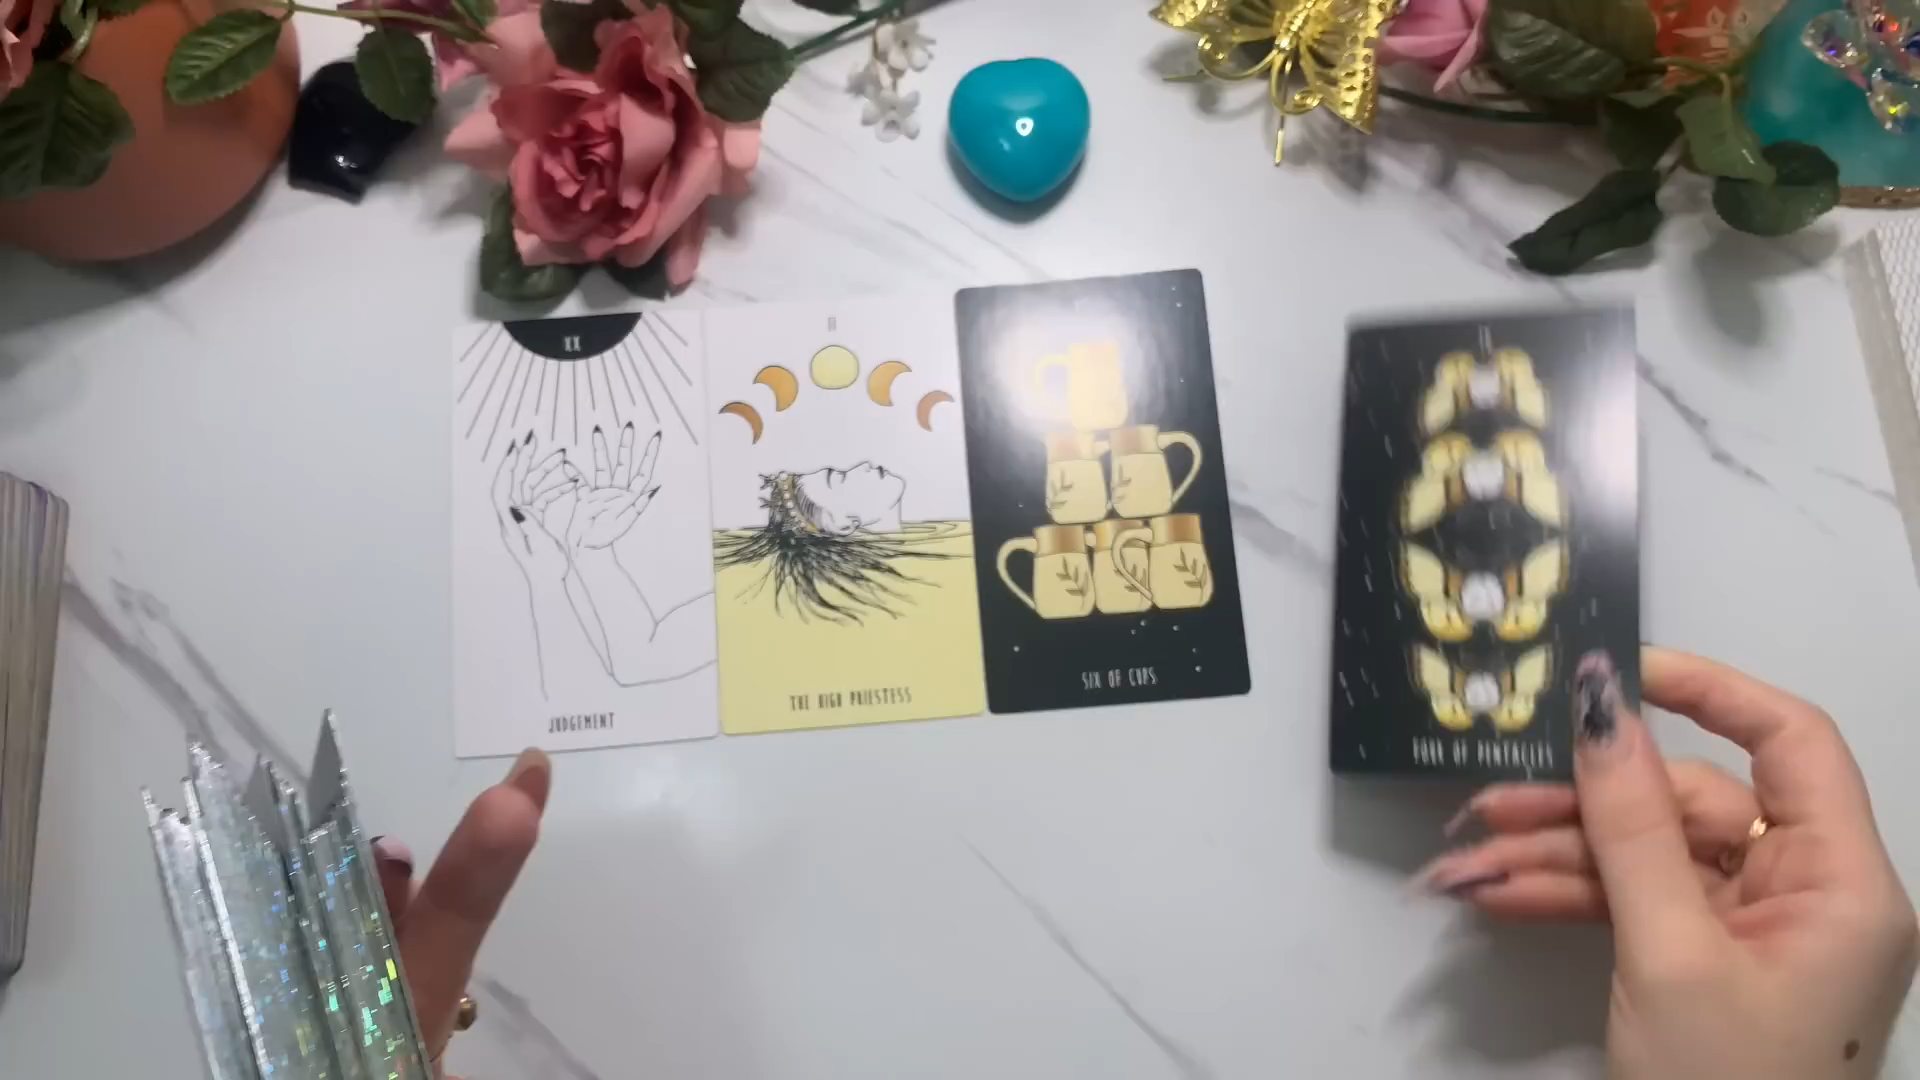 XX
JUDGEMENT
II
THE HIGH PRIESTESS
SIX OF CUPS
FOUR OF PENTACLES